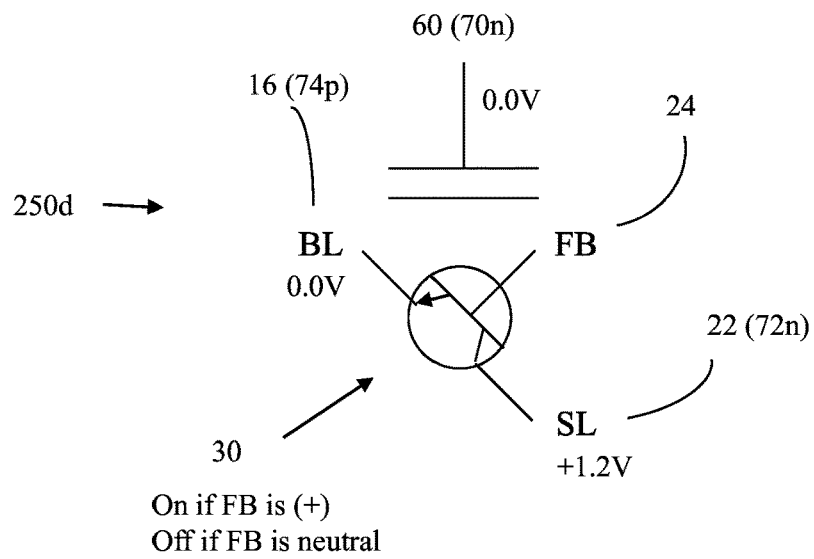 60 (70n)
16 (74p)
0.0V
24
250d
BL
FB
0.0V
22 (72n)
SL
30
+1.2V
On if FB is (+)
Off if FB is neutral